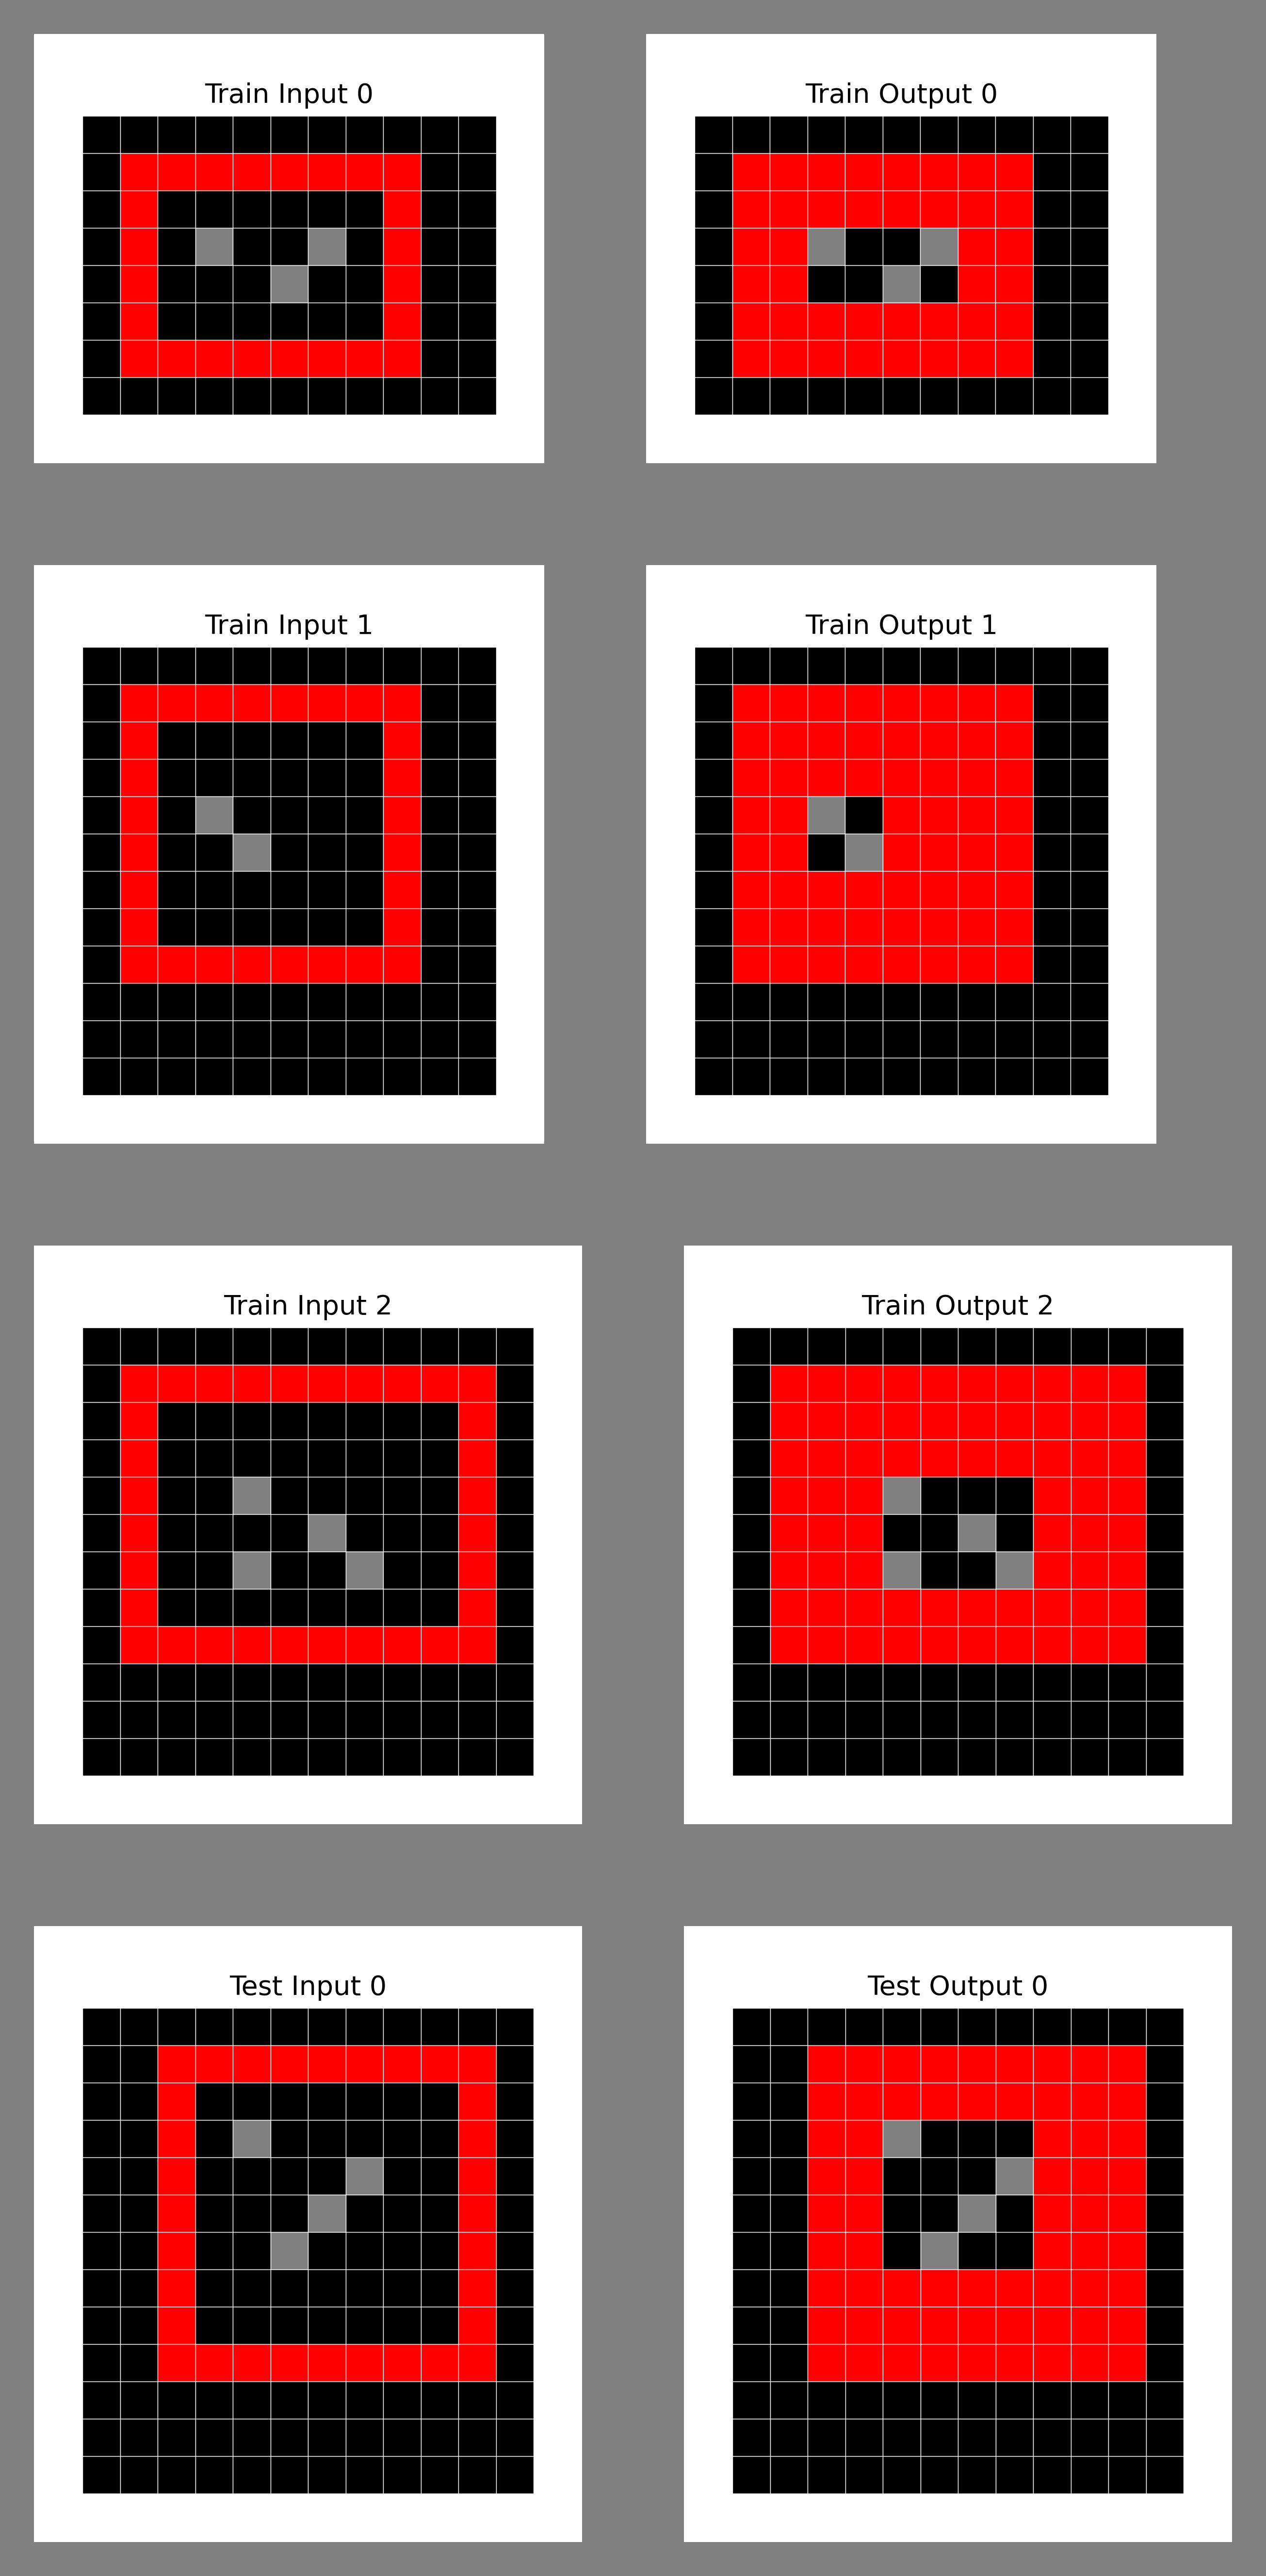 Train Input 0
Train Output 0
Train Input 1
Train Output 1
Train Input 2
Train Output 2
Test Input 0
Test Output 0